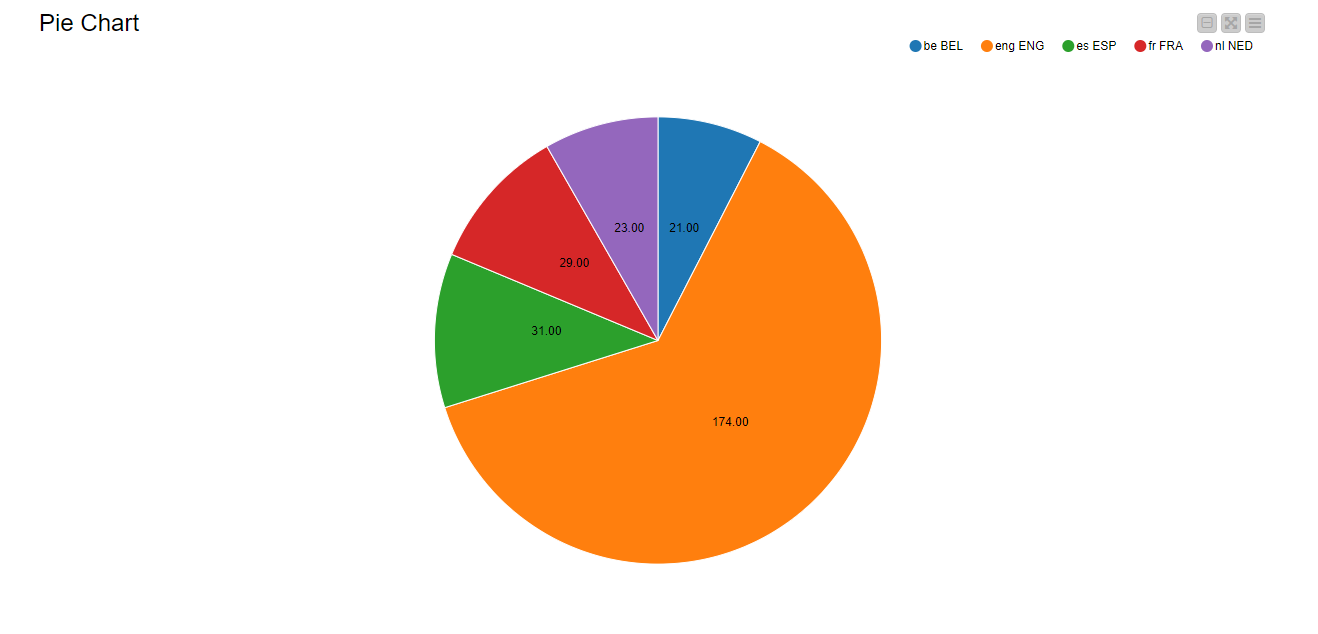 Pie Chart
be BEL eng ENG es ESP fr FRA nl NED
23.00 21.00
29.00
31.00
174.00